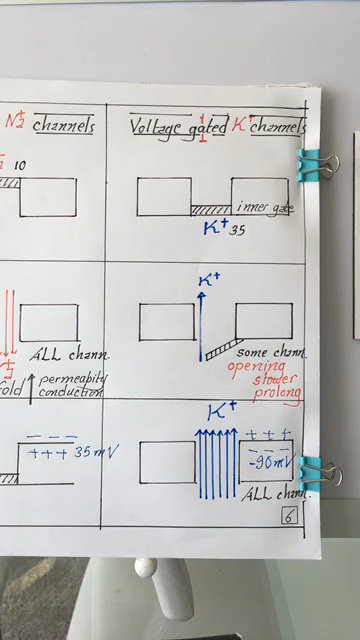 Na+ channels
Voltage gated K+ channels
10
inner gate
K+ 35
K+
ALL chann.
some chann.
opening
slower
prolong
fold ↑ permeabity
conduction
K+
– – –
+ + + 35 mV
+ + +
– – –
-90mV
ALL chann.
6